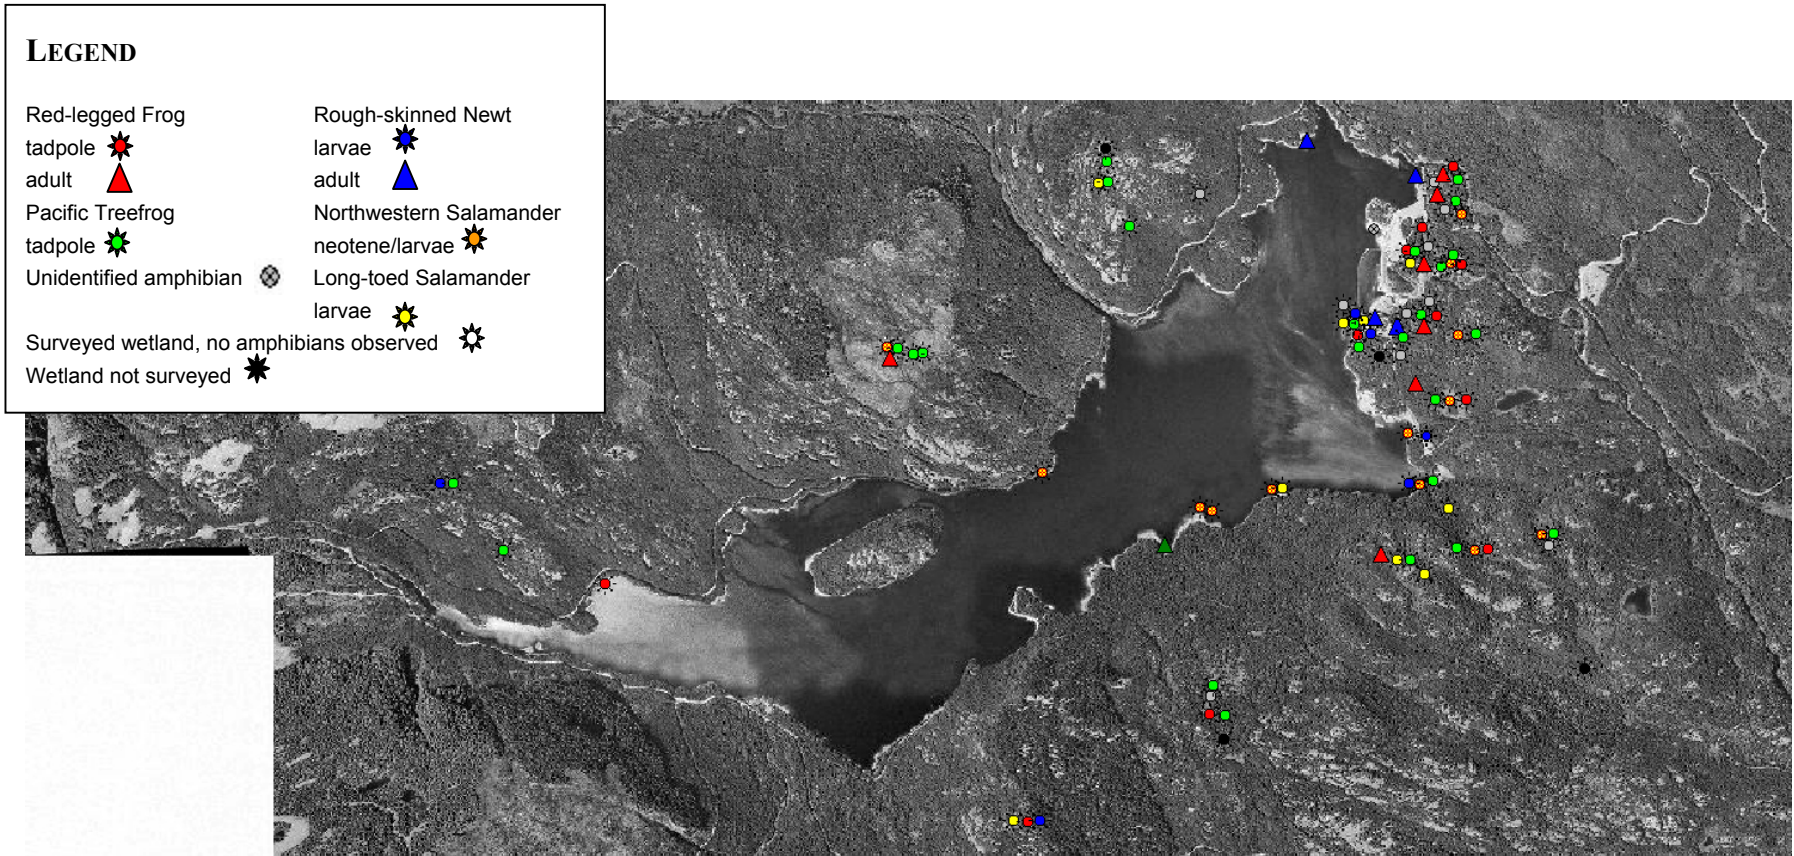 LEGEND
Red-legged Frog
tadpole
adult
Pacific Treefrog
tadpole
Unidentified amphibian
Rough-skinned Newt
larvae
adult
Northwestern Salamander
neotene/larvae
Long-toed Salamander
larvae
Surveyed wetland, no amphibians observed
Wetland not surveyed